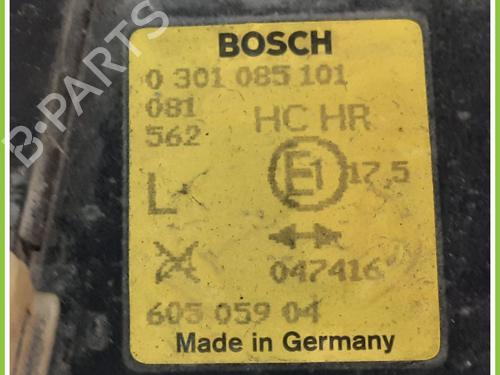 BOSCH
0 301 085 101
081
562
HC HR
L
E1 17,5
047416
605 059 04
Made in Germany
B-PARTS